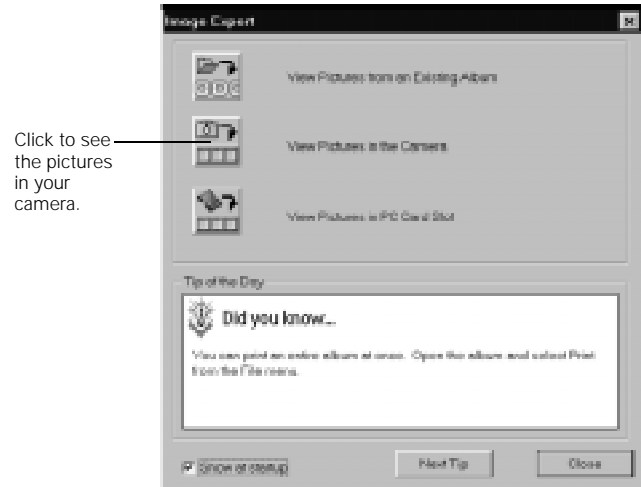 Image Expert
View Pictures from an Existing Album
Click to see
the pictures
in your
camera.
View Pictures in the Camera
View Pictures in PC Card Slot
Tip of the Day
Did you know...
You can print an entire album at once. Open the album and select Print
from the File menu.
Show at startup
Next Tip
Close